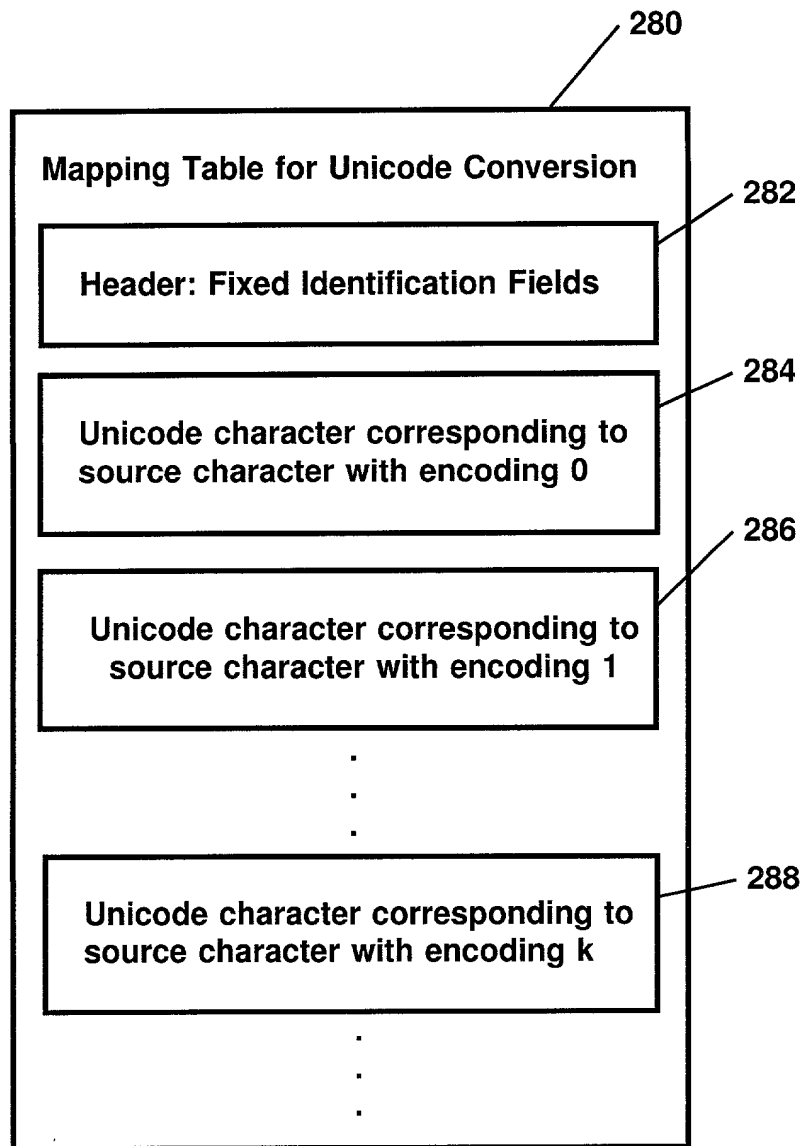 280
Mapping Table for Unicode Conversion
282
Header: Fixed Identification Fields
284
Unicode character corresponding to
source character with encoding 0
286
Unicode character corresponding to
source character with encoding 1
.
.
.
288
Unicode character corresponding to
source character with encoding k
.
.
.